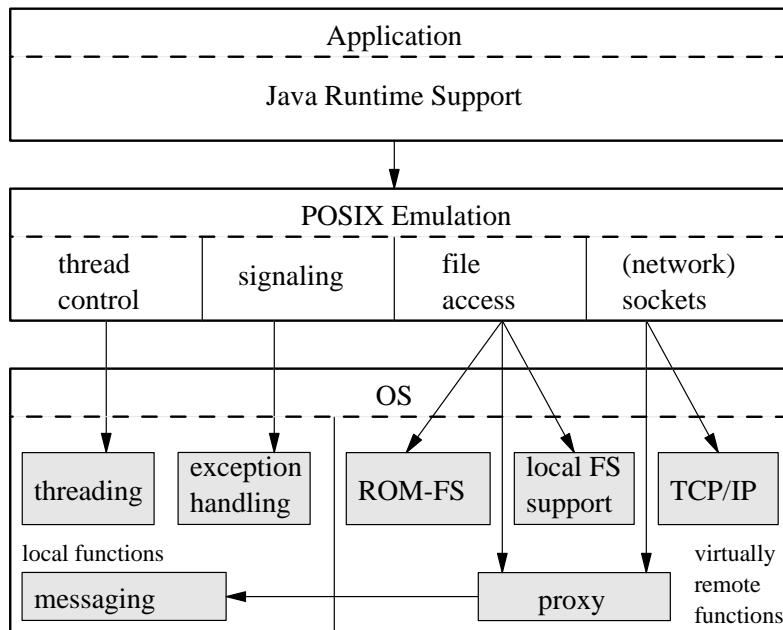 Application
Java Runtime Support
POSIX Emulation
thread
control
signaling
file
access
(network)
sockets
OS
threading
exception
handling
ROM-FS
local FS
support
TCP/IP
local functions
messaging
proxy
virtually
remote
functions